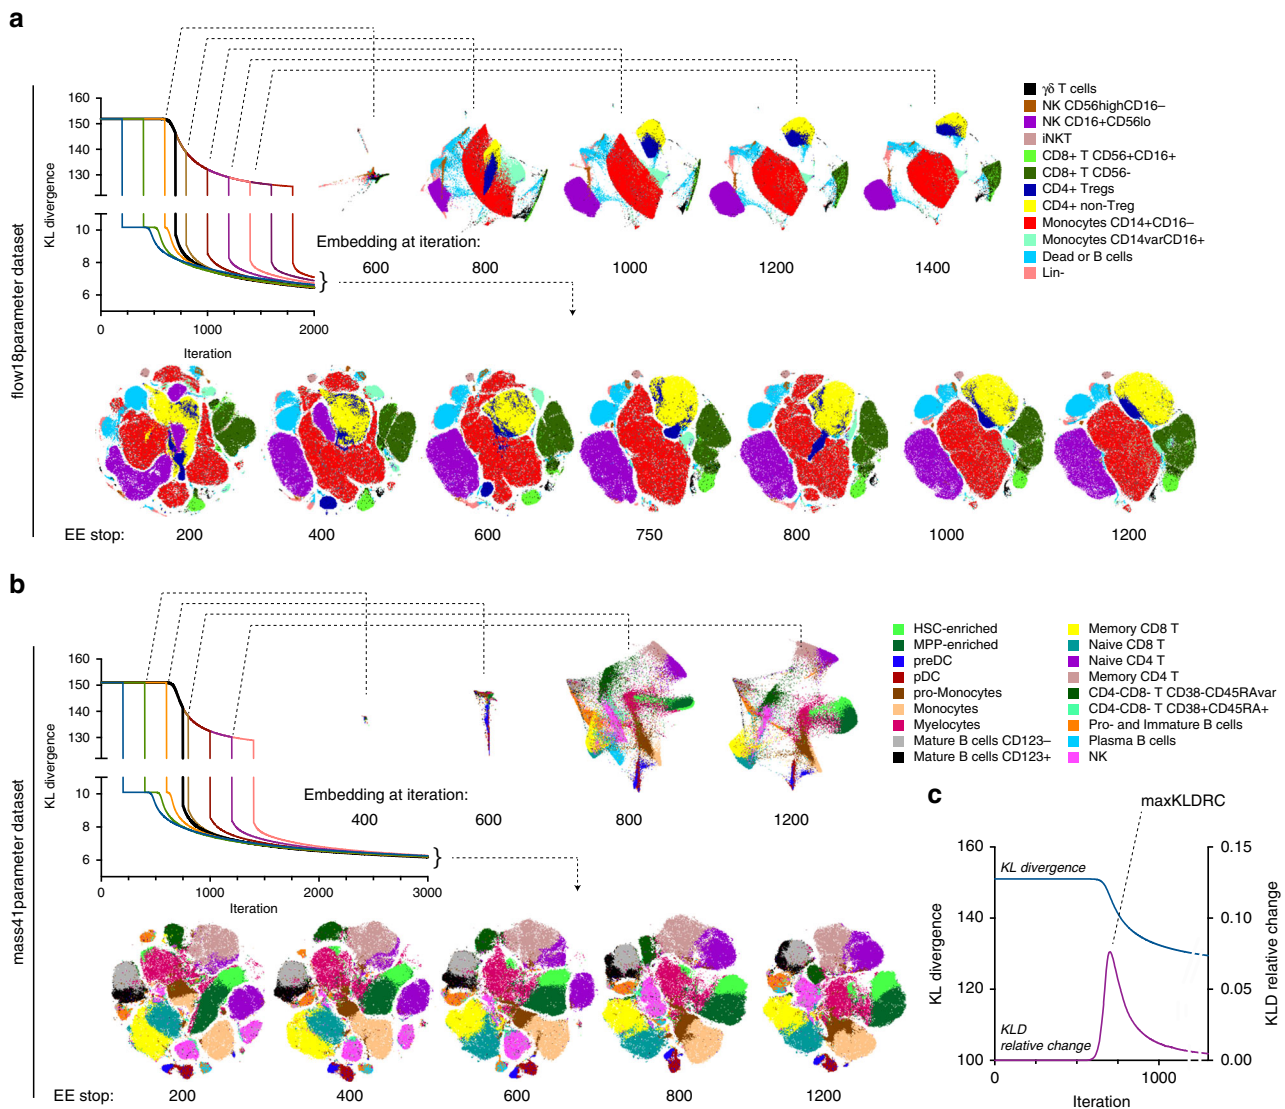 a
flow18parameter dataset
KL divergence
160
150
140
130
10
8
6
0
1000
2000
Iteration
Embedding at iteration:
600
800
1000
1200
1400
γδ T cells
NK CD56highCD16–
NK CD16+CD56lo
iNKT
CD8+ T CD56+CD16+
CD8+ T CD56-
CD4+ Tregs
CD4+ non-Treg
Monocytes CD14+CD16–
Monocytes CD14varCD16+
Dead or B cells
Lin-
EE stop:
200
400
600
750
800
1000
1200
b
mass41parameter dataset
KL divergence
160
150
140
130
10
8
6
0
1000
2000
3000
Iteration
Embedding at iteration:
400
600
800
1200
HSC-enriched
MPP-enriched
preDC
pDC
pro-Monocytes
Monocytes
Myelocytes
Mature B cells CD123–
Mature B cells CD123+
Memory CD8 T
Naive CD8 T
Naive CD4 T
Memory CD4 T
CD4-CD8- T CD38-CD45RAvar
CD4-CD8- T CD38+CD45RA+
Pro- and Immature B cells
Plasma B cells
NK
EE stop:
200
400
600
800
1200
c
maxKLDRC
KL divergence
160
140
120
100
KL divergence
KLD
relative change
0.15
0.10
0.05
0.00
KLD relative change
0
1000
Iteration